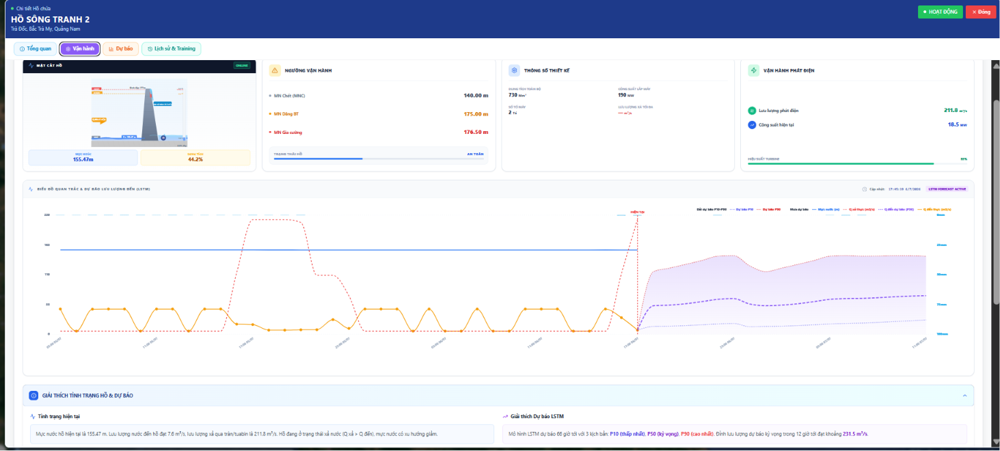 Chi tiết Hồ chứa
HỒ SÔNG TRANH 2
Trà Đốc, Bắc Trà My, Quảng Nam
HOẠT ĐỘNG
× Đóng
Tổng quan
Vận hành
Dự báo
Lịch sử & Training
MẶT CẮT HỒ
ONLINE
MỰC NƯỚC
155.47m
DUNG TÍCH
44.2%
NGƯỠNG VẬN HÀNH
MN Chết (MNC)
140.00 m
MN Dâng BT
175.00 m
MN Gia cường
176.50 m
TRẠNG THÁI HỒ
AN TOÀN
THÔNG SỐ THIẾT KẾ
DUNG TÍCH TOÀN BỘ
730 Mm³
CÔNG SUẤT LẮP MÁY
190 MW
SỐ TỔ MÁY
2 Tổ
LƯU LƯỢNG XẢ TỐI ĐA
— m³/s
VẬN HÀNH PHÁT ĐIỆN
Lưu lượng phát điện
211.8 m³/s
Công suất hiện tại
18.5 MW
HIỆU SUẤT TURBINE
85%
BIỂU ĐỒ QUAN TRẮC & DỰ BÁO LƯU LƯỢNG ĐẾN (LSTM)
Cập nhật: 17:45:39 6/7/2026
LSTM FORECAST ACTIVE
Dải dự báo P10-P90
Dự báo P10
Dự báo P90
Mưa dự báo
Mực nước (m)
Q xả thực (m3/s)
Q đến dự báo (P50)
Q đến thực (m3/s)
HIỆN TẠI
220
165
110
55
0
0mm
25mm
50mm
75mm
100mm
GIẢI THÍCH TÌNH TRẠNG HỒ & DỰ BÁO
Tình trạng hiện tại
Mực nước hồ hiện tại là 155.47 m. Lưu lượng nước đến hồ đạt 7.6 m³/s, lưu lượng xả qua tràn/tuabin là 211.8 m³/s. Hồ đang ở trạng thái xả nước (Q xả > Q đến), mực nước có xu hướng giảm.
Giải thích Dự báo LSTM
Mô hình LSTM dự báo 66 giờ tới với 3 kịch bản: P10 (thấp nhất), P50 (kỳ vọng), P90 (cao nhất). Đỉnh lưu lượng dự báo kỳ vọng trong 12 giờ tới đạt khoảng 231.5 m³/s.